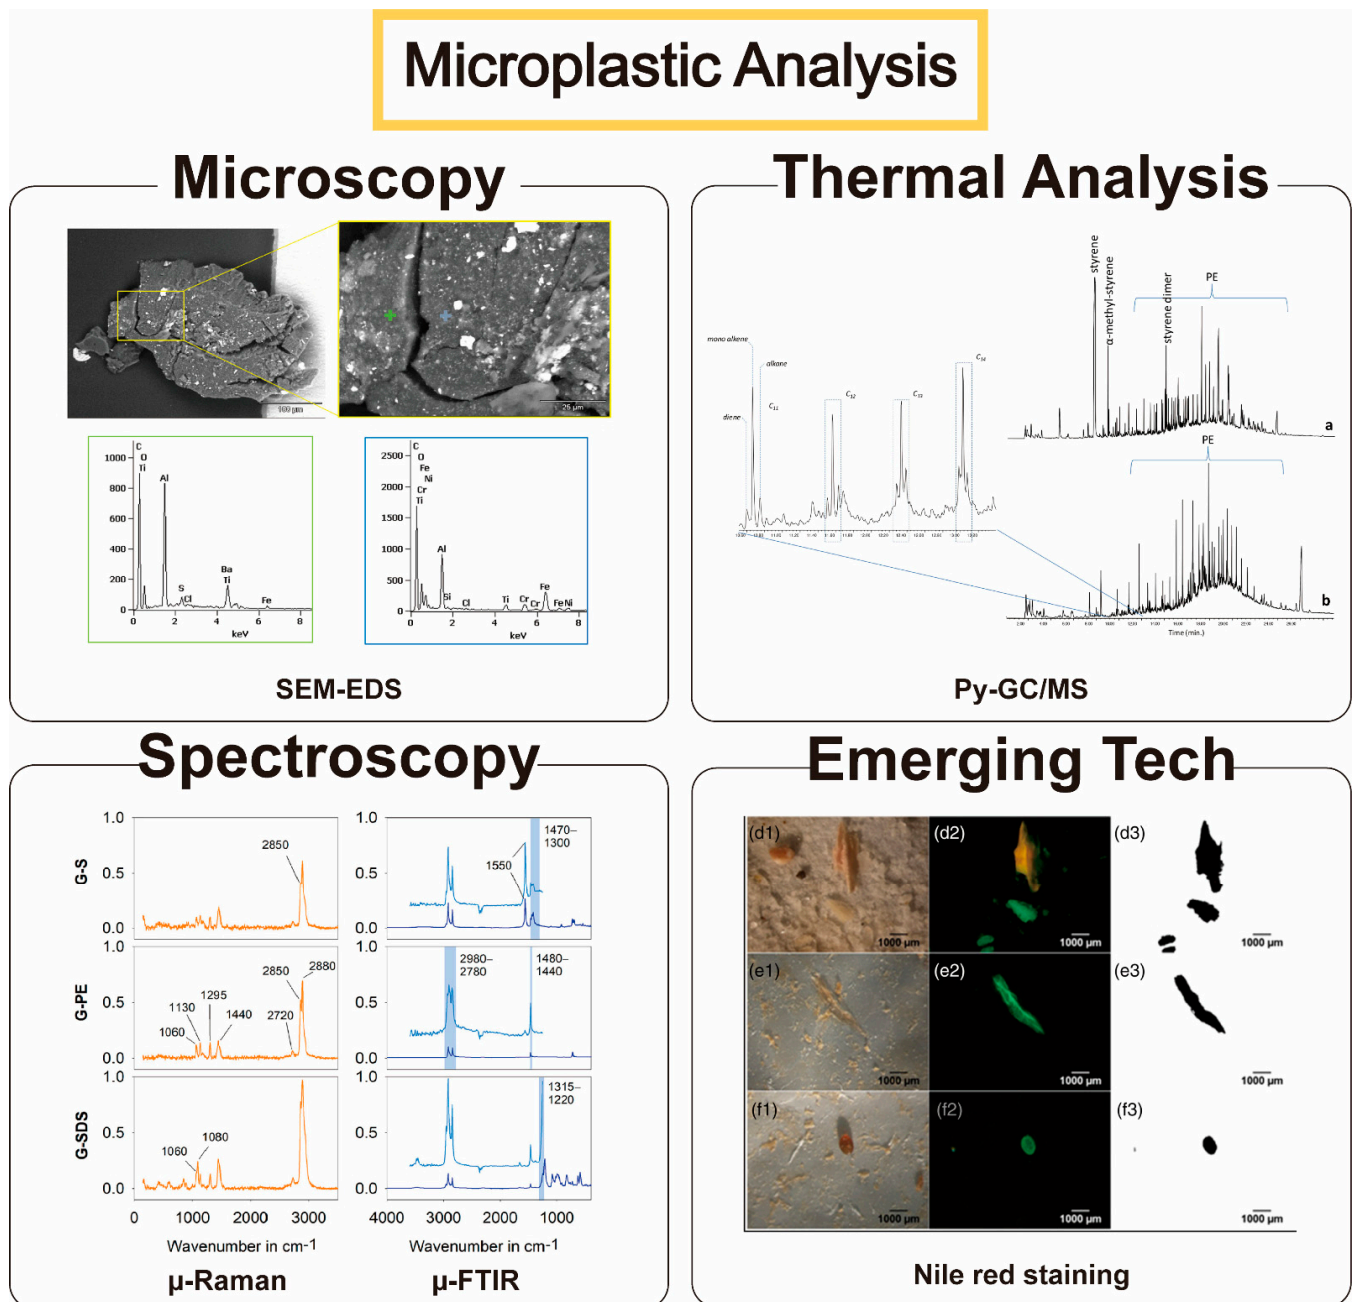 Microplastic Analysis
Microscopy
100 µm
25 µm
C
O
Ti
Al
S
Cl
Ba
Ti
Fe
1000
800
600
400
200
0
0 2 4 6 8
keV
C
O
Fe
Ni
Cr
Ti
Al
Si
Cl
Ti
Cr
Cr
Fe
Fe
Ni
2500
2000
1500
1000
500
0
0 2 4 6 8
keV
SEM-EDS
Thermal Analysis
mono alkene
alkane
diene
C11
C12
C13
C14
styrene
α-methyl-styrene
styrene dimer
PE
a
PE
b
Time (min.)
Py-GC/MS
Spectroscopy
G-S
1.0
0.5
0.0
2850
1.0
0.5
0.0
1550
1470–
1300
G-PE
1.0
0.5
0.0
1060
1130
1295
1440
2720
2850
2880
1.0
0.5
0.0
2980–
2780
1480–
1440
G-SDS
1.0
0.5
0.0
1060
1080
1.0
0.5
0.0
1315–
1220
0 1000 2000 3000
4000 3000 2000 1000
Wavenumber in cm-1
Wavenumber in cm-1
µ-Raman
µ-FTIR
Emerging Tech
(d1)
1000 µm
(d2)
1000 µm
(d3)
1000 µm
(e1)
1000 µm
(e2)
1000 µm
(e3)
1000 µm
(f1)
1000 µm
(f2)
1000 µm
(f3)
1000 µm
Nile red staining